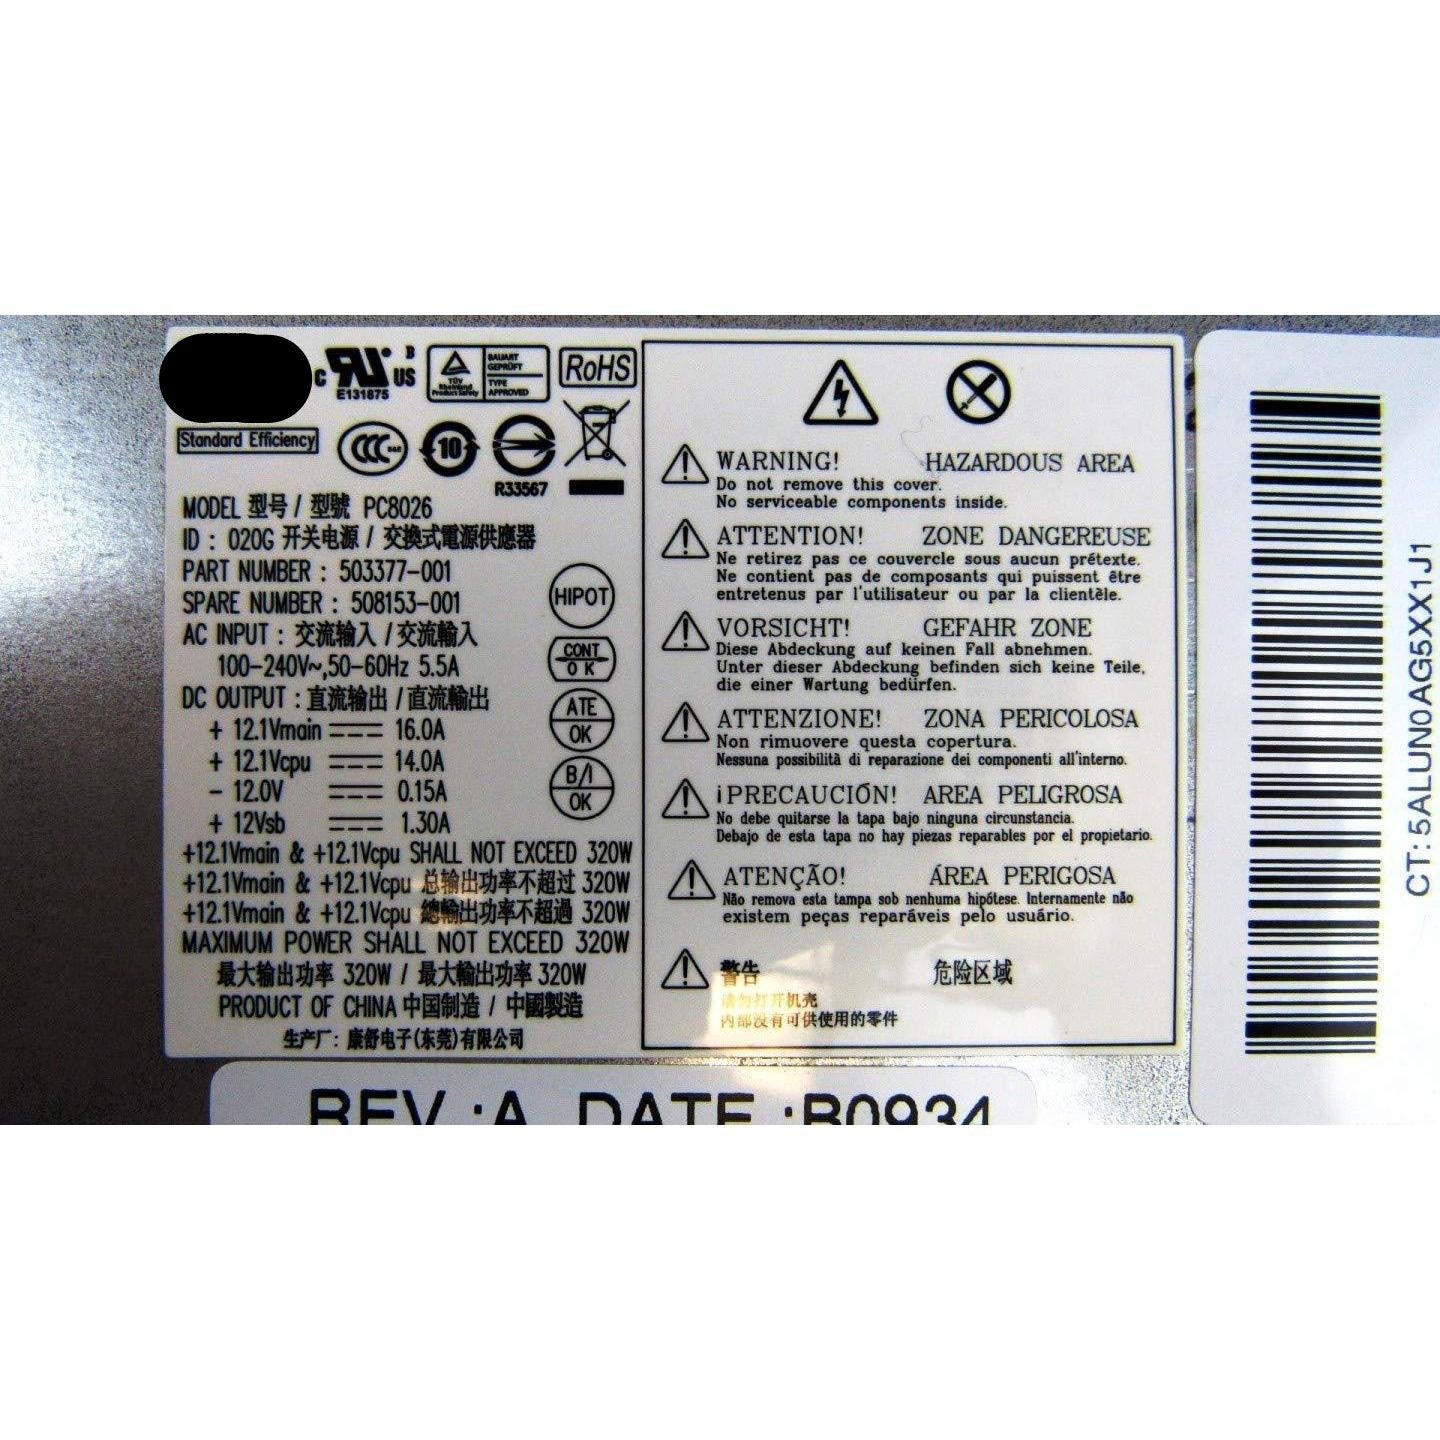 c UR US B
E131875
TÜV
Rheinland
Product Safety
BAUART
GEPRÜFT
TYPE
APPROVED
RoHS
Standard Efficiency
CCC
10
R33567
MODEL 型号 / 型號 PC8026
ID : 020G 开关电源 / 交換式電源供應器
PART NUMBER : 503377-001
SPARE NUMBER : 508153-001
AC INPUT : 交流输入 / 交流輸入
100-240V~,50-60Hz 5.5A
DC OUTPUT : 直流输出 / 直流輸出
+ 12.1Vmain 16.0A
+ 12.1Vcpu 14.0A
- 12.0V 0.15A
+ 12Vsb 1.30A
HIPOT
CONT
OK
ATE
OK
B/I
OK
+12.1Vmain & +12.1Vcpu SHALL NOT EXCEED 320W
+12.1Vmain & +12.1Vcpu 总输出功率不超过 320W
+12.1Vmain & +12.1Vcpu 總輸出功率不超過 320W
MAXIMUM POWER SHALL NOT EXCEED 320W
最大输出功率 320W / 最大輸出功率 320W
PRODUCT OF CHINA 中国制造 / 中國製造
生产厂: 康舒电子(东莞)有限公司
WARNING! HAZARDOUS AREA
Do not remove this cover.
No serviceable components inside.
ATTENTION! ZONE DANGEREUSE
Ne retirez pas ce couvercle sous aucun prétexte.
Ne contient pas de composants qui puissent être
entretenus par l'utilisateur ou par la clientèle.
VORSICHT! GEFAHR ZONE
Diese Abdeckung auf keinen Fall abnehmen.
Unter dieser Abdeckung befinden sich keine Teile,
die einer Wartung bedürfen.
ATTENZIONE! ZONA PERICOLOSA
Non rimuovere questa copertura.
Nessuna possibilità di reparazione dei componenti all'interno.
¡PRECAUCIÓN! AREA PELIGROSA
No debe quitarse la tapa bajo ninguna circunstancia.
Debajo de esta tapa no hay piezas reparables por el propietario.
ATENÇÃO! ÁREA PERIGOSA
Não remova esta tampa sob nenhuma hipótese. Internamente não
existem peças reparáveis pelo usuário.
警告 危险区域
请勿打开机壳
内部没有可供使用的零件
CT: 5ALUN0AG5XX1J1
REV.:A DATE:B0934